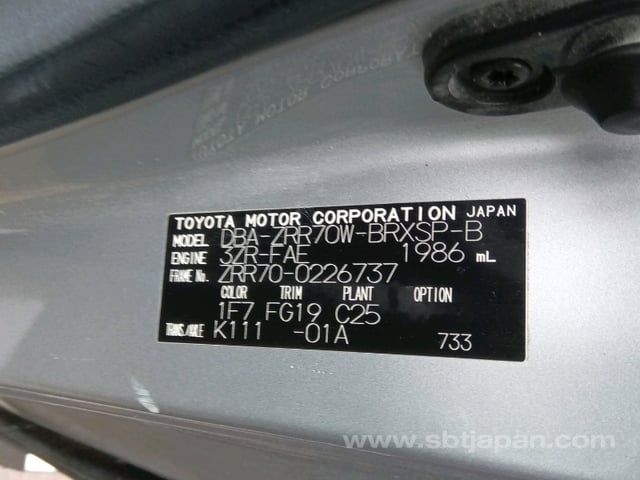 TOYOTA MOTOR CORPORATION JAPAN
MODEL DBA-ZRR70W-BRXSP-B
ENGINE 3ZR-FAE 1986 mL
FRAME No. ZRR70-0226737
COLOR TRIM PLANT OPTION
1F7 FG19 C25
TRANS/AXLE K111 -01A 733
www.sbtjapan.com